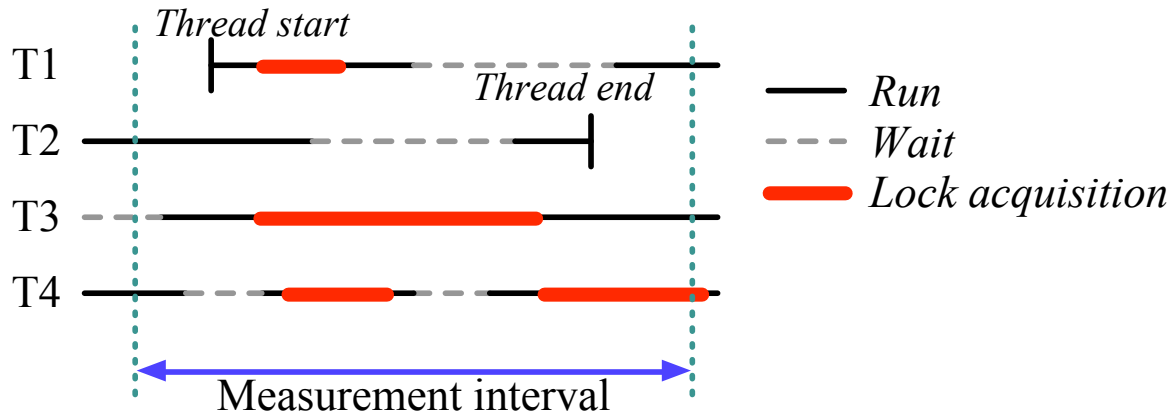 Thread start
T1
Thread end
Run
T2
Wait
T3
Lock acquisition
T4
Measurement interval